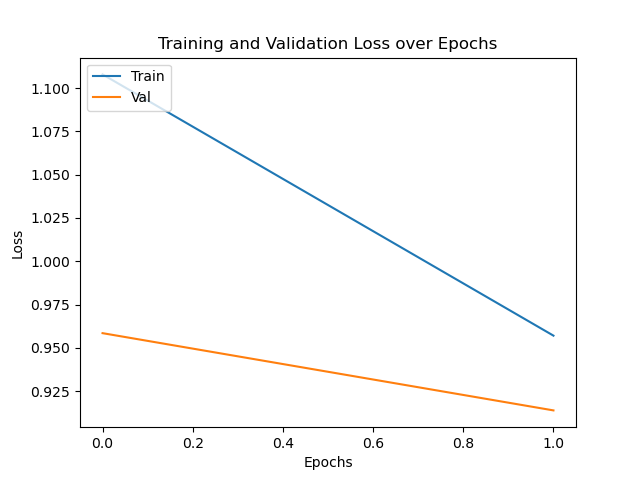 Training and Validation Loss over Epochs
Train
Val
1.100
1.075
1.050
1.025
1.000
0.975
0.950
0.925
Loss
0.0 0.2 0.4 0.6 0.8 1.0
Epochs